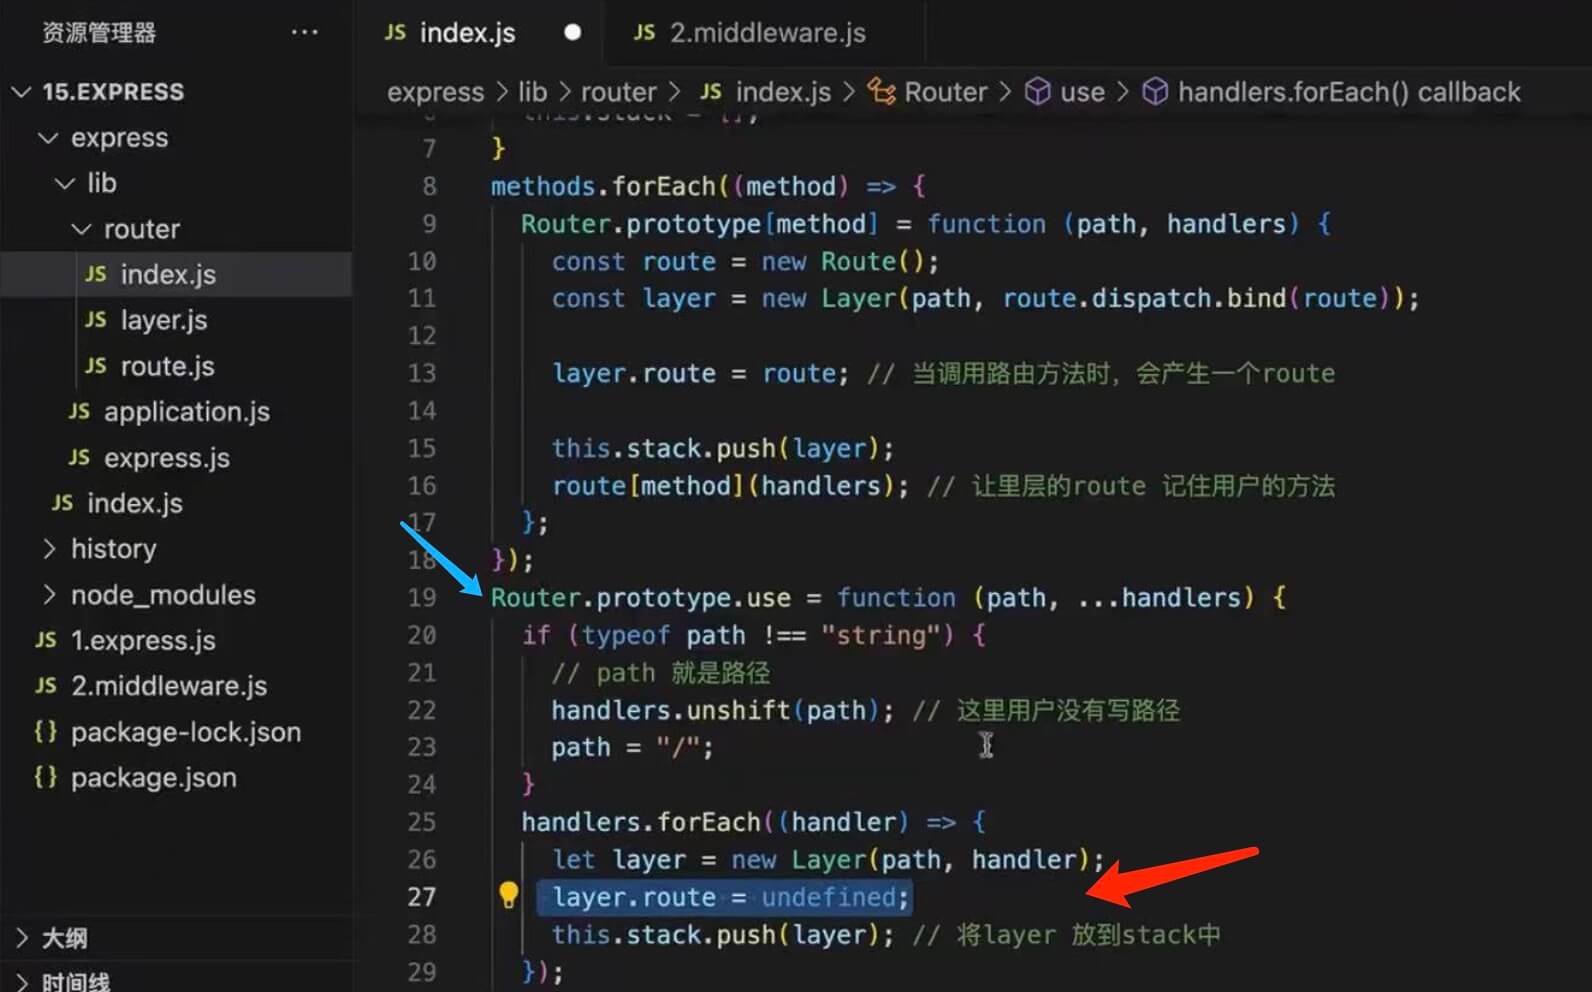 资源管理器
15.EXPRESS
express
lib
router
index.js
layer.js
route.js
application.js
express.js
index.js
history
node_modules
1.express.js
2.middleware.js
package-lock.json
package.json
大纲
时间线
JS index.js
JS 2.middleware.js
express > lib > router > JS index.js > Router > use > handlers.forEach() callback
6 this.stack = [];
7 }
8 methods.forEach((method) => {
9 Router.prototype[method] = function (path, handlers) {
10 const route = new Route();
11 const layer = new Layer(path, route.dispatch.bind(route));
12
13 layer.route = route; // 当调用路由方法时，会产生一个route
14
15 this.stack.push(layer);
16 route[method](handlers); // 让里层的route 记住用户的方法
17 };
18 });
19 Router.prototype.use = function (path, ...handlers) {
20 if (typeof path !== "string") {
21 // path 就是路径
22 handlers.unshift(path); // 这里用户没有写路径
23 path = "/";
24 }
25 handlers.forEach((handler) => {
26 let layer = new Layer(path, handler);
27 layer.route = undefined;
28 this.stack.push(layer); // 将layer 放到stack中
29 });